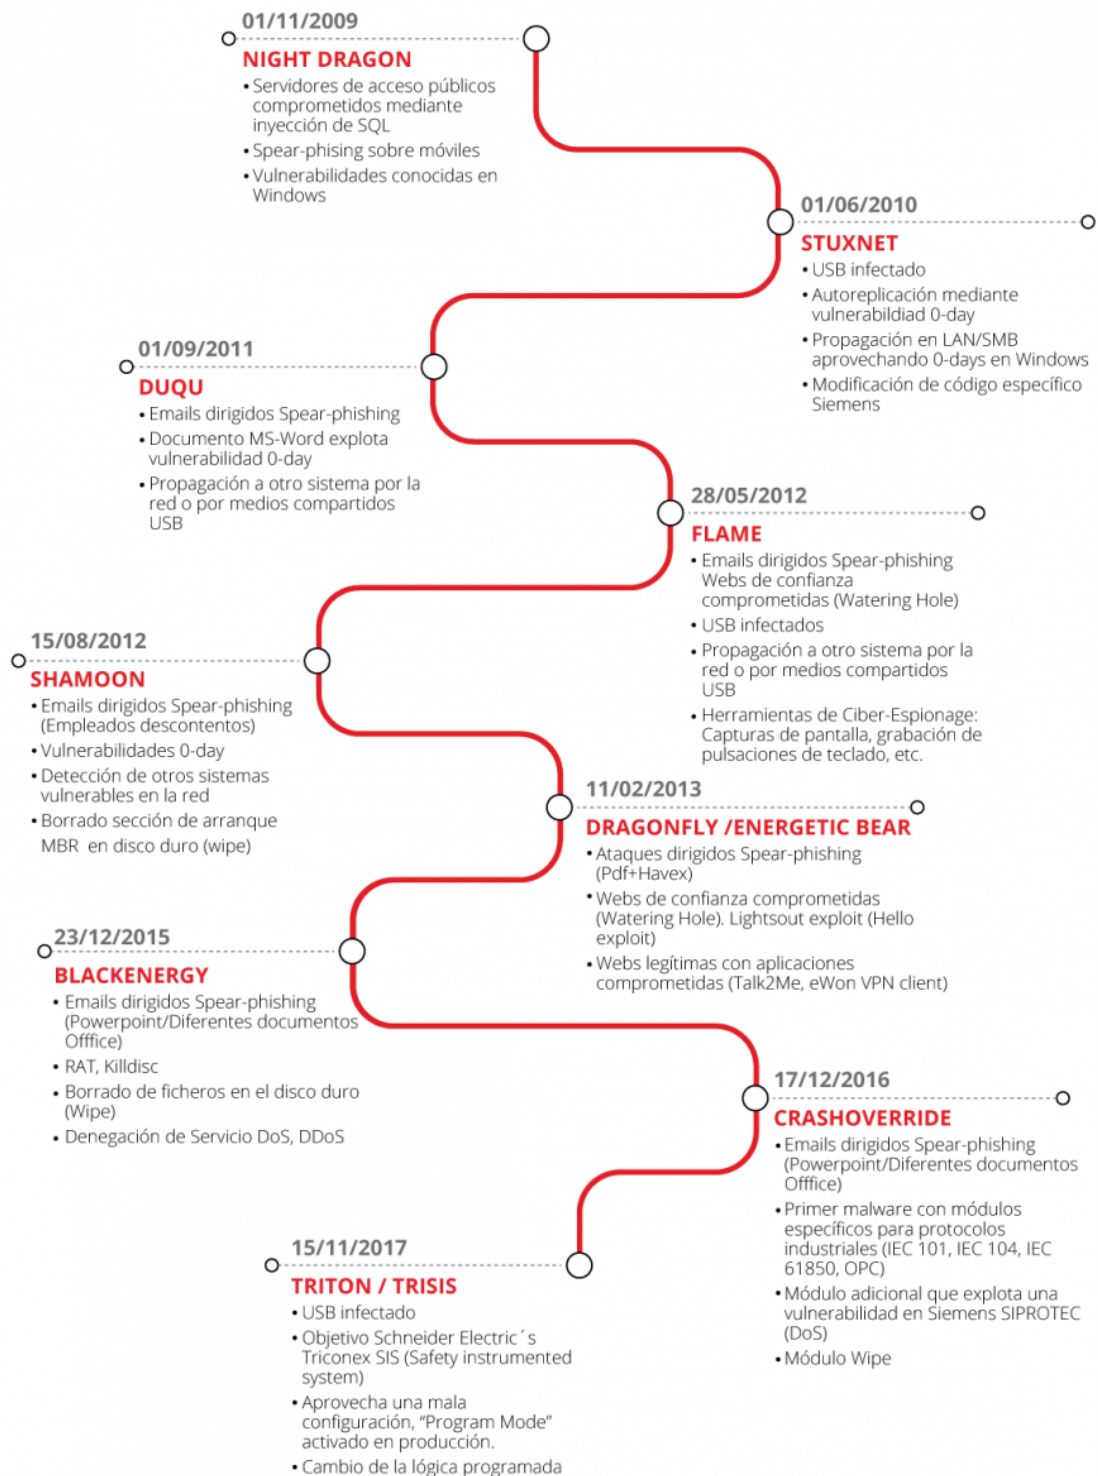 01/11/2009
NIGHT DRAGON
• Servidores de acceso públicos
comprometidos mediante
inyección de SQL
• Spear-phising sobre móviles
• Vulnerabilidades conocidas en
Windows
01/06/2010
STUXNET
• USB infectado
• Autoreplicación mediante
vulnerabildiad 0-day
• Propagación en LAN/SMB
aprovechando 0-days en Windows
• Modificación de código específico
Siemens
01/09/2011
DUQU
• Emails dirigidos Spear-phishing
• Documento MS-Word explota
vulnerabilidad 0-day
• Propagación a otro sistema por la
red o por medios compartidos
USB
28/05/2012
FLAME
• Emails dirigidos Spear-phishing
Webs de confianza
comprometidas (Watering Hole)
• USB infectados
• Propagación a otro sistema por la
red o por medios compartidos
USB
• Herramientas de Ciber-Espionage:
Capturas de pantalla, grabación de
pulsaciones de teclado, etc.
15/08/2012
SHAMOON
• Emails dirigidos Spear-phishing
(Empleados descontentos)
• Vulnerabilidades 0-day
• Detección de otros sistemas
vulnerables en la red
• Borrado sección de arranque
MBR en disco duro (wipe)
11/02/2013
DRAGONFLY /ENERGETIC BEAR
• Ataques dirigidos Spear-phishing
(Pdf+Havex)
• Webs de confianza comprometidas
(Watering Hole). Lightsout exploit (Hello
exploit)
• Webs legítimas con aplicaciones
comprometidas (Talk2Me, eWon VPN client)
23/12/2015
BLACKENERGY
• Emails dirigidos Spear-phishing
(Powerpoint/Diferentes documentos
Offfice)
• RAT, Killdisc
• Borrado de ficheros en el disco duro
(Wipe)
• Denegación de Servicio DoS, DDoS
17/12/2016
CRASHOVERRIDE
• Emails dirigidos Spear-phishing
(Powerpoint/Diferentes documentos
Offfice)
• Primer malware con módulos
específicos para protocolos
industriales (IEC 101, IEC 104, IEC
61850, OPC)
• Módulo adicional que explota una
vulnerabilidad en Siemens SIPROTEC
(DoS)
• Módulo Wipe
15/11/2017
TRITON / TRISIS
• USB infectado
• Objetivo Schneider Electric´s
Triconex SIS (Safety instrumented
system)
• Aprovecha una mala
configuración, “Program Mode”
activado en producción.
• Cambio de la lógica programada